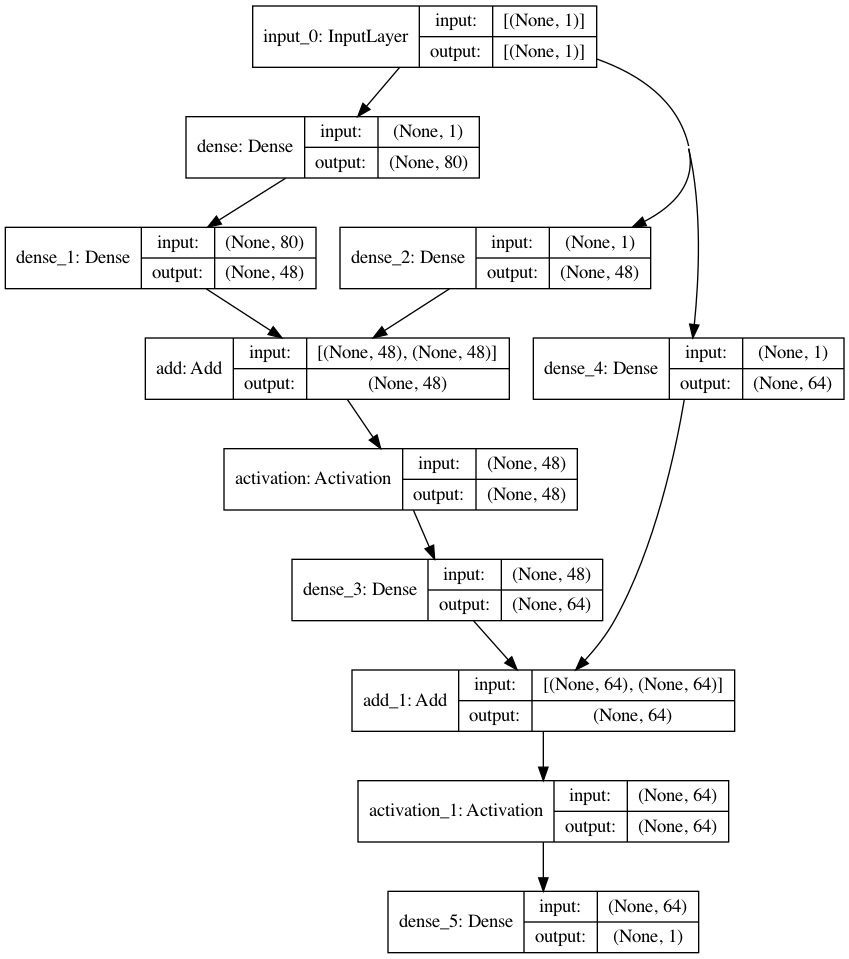 input_0: InputLayer
input: [(None, 1)]
output: [(None, 1)]
dense: Dense
input: (None, 1)
output: (None, 80)
dense_1: Dense
input: (None, 80)
output: (None, 48)
dense_2: Dense
input: (None, 1)
output: (None, 48)
add: Add
input: [(None, 48), (None, 48)]
output: (None, 48)
dense_4: Dense
input: (None, 1)
output: (None, 64)
activation: Activation
input: (None, 48)
output: (None, 48)
dense_3: Dense
input: (None, 48)
output: (None, 64)
add_1: Add
input: [(None, 64), (None, 64)]
output: (None, 64)
activation_1: Activation
input: (None, 64)
output: (None, 64)
dense_5: Dense
input: (None, 64)
output: (None, 1)